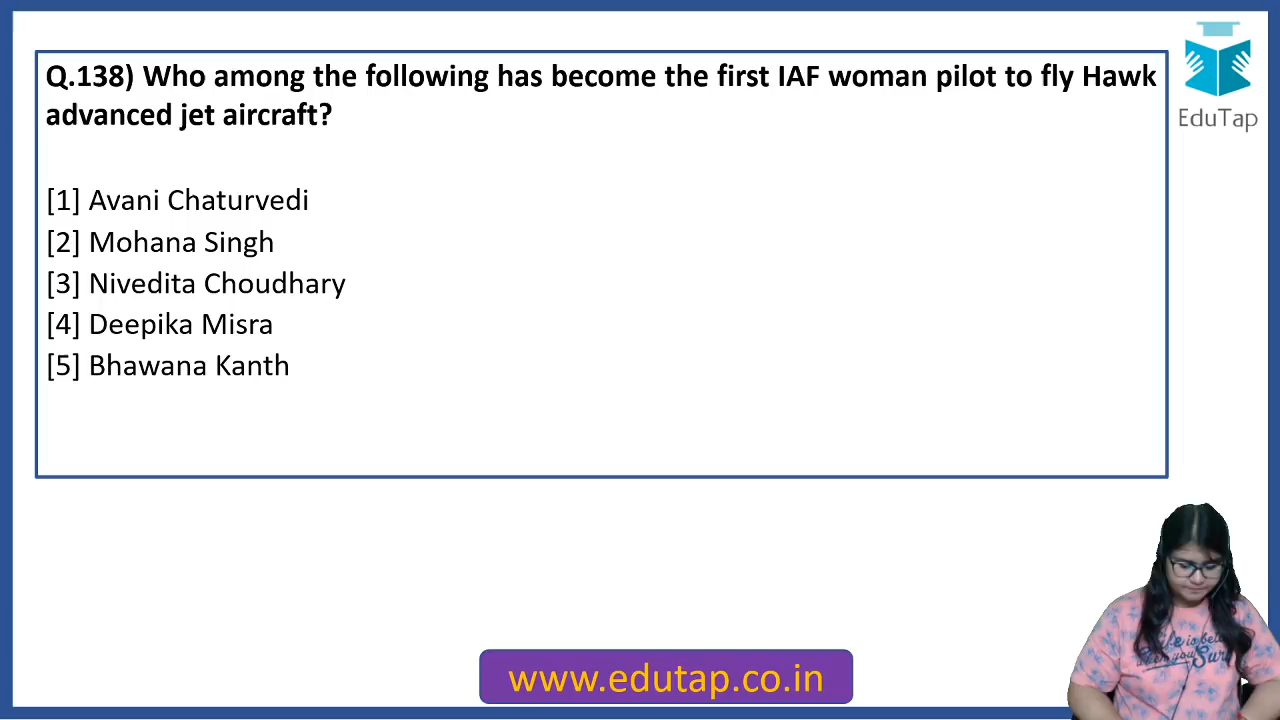 Q.138) Who among the following has become the first IAF woman pilot to fly Hawk
advanced jet aircraft?
[1] Avani Chaturvedi
[2] Mohana Singh
[3] Nivedita Choudhary
[4] Deepika Misra
[5] Bhawana Kanth
EduTap
www.edutap.co.in